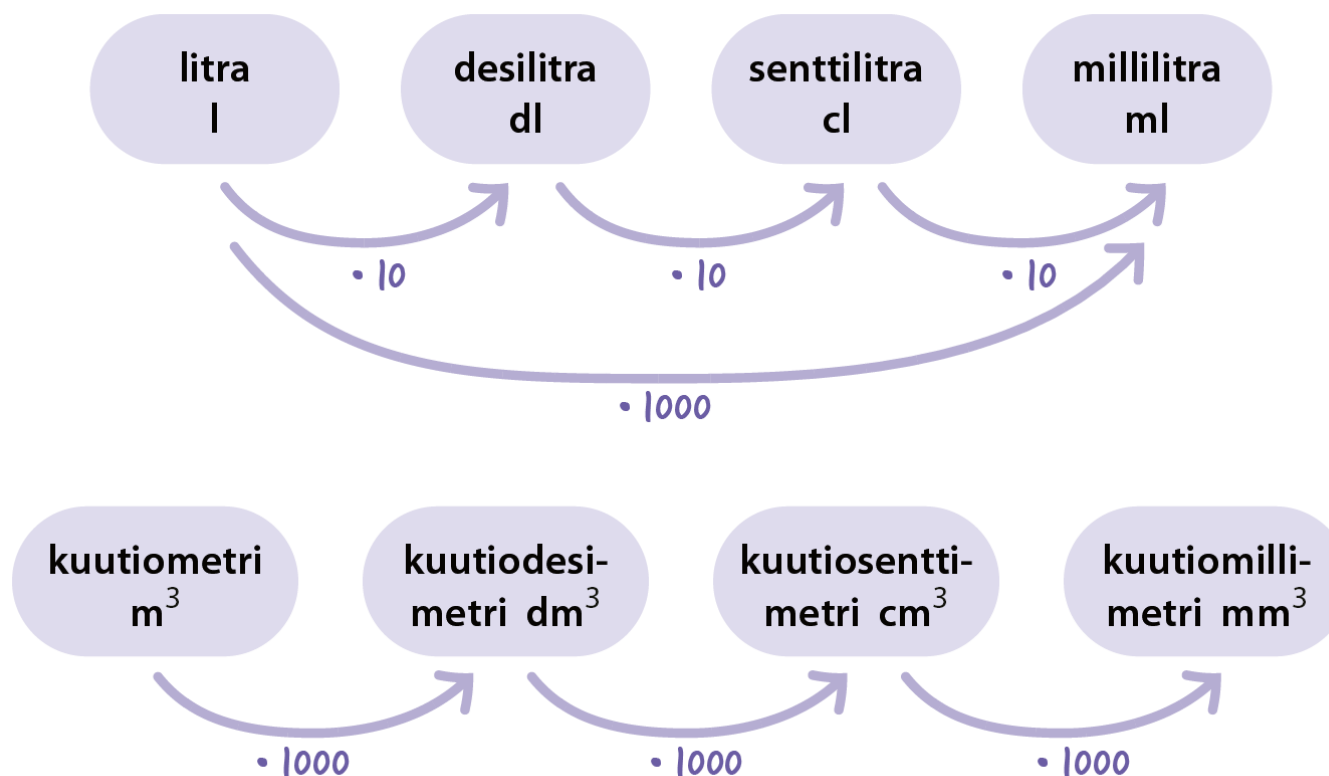 litra
l
desilitra
dl
senttilitra
cl
millilitra
ml
· 10
· 10
· 10
· 1000
kuutiometri
m³
kuutiodesi-
metri dm³
kuutiosentti-
metri cm³
kuutiomilli-
metri mm³
· 1000
· 1000
· 1000